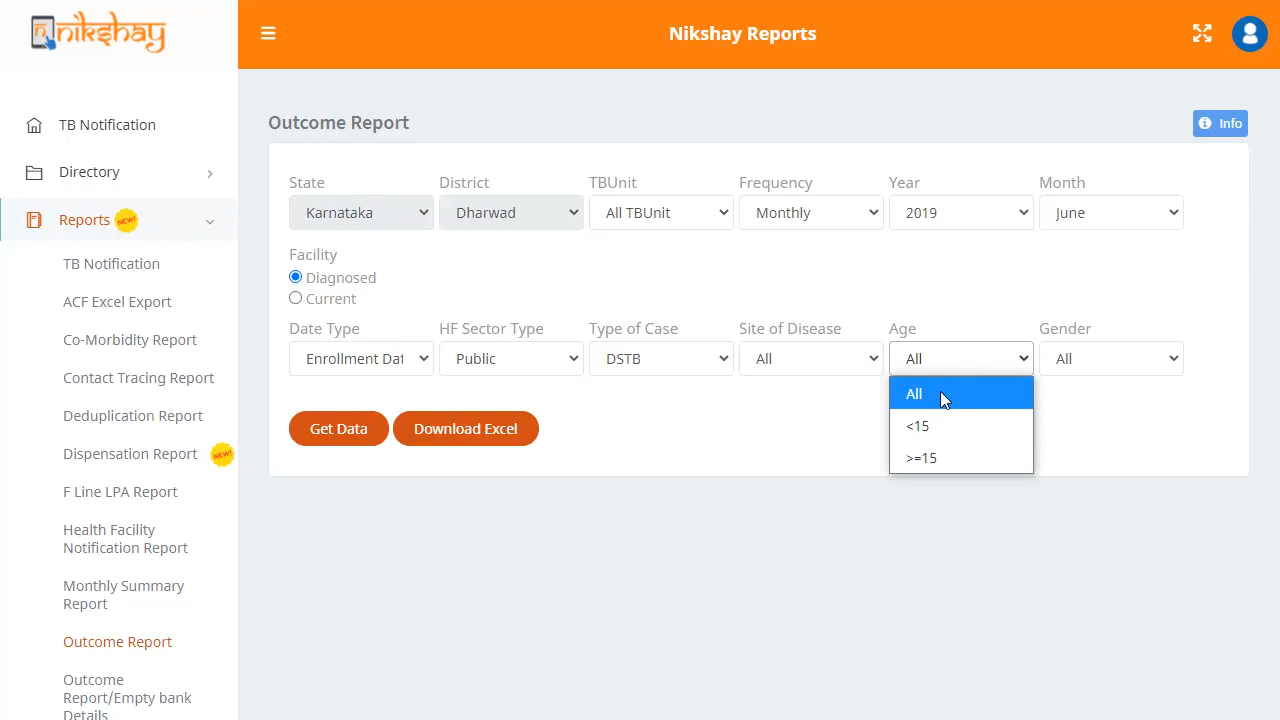 nikshay
Nikshay Reports
TB Notification
Directory
Reports NEW!
TB Notification
ACF Excel Export
Co-Morbidity Report
Contact Tracing Report
Deduplication Report
Dispensation Report NEW!
F Line LPA Report
Health Facility
Notification Report
Monthly Summary
Report
Outcome Report
Outcome
Report/Empty bank
Details
Outcome Report
Info
State District TBUnit Frequency Year Month
Karnataka Dharwad All TBUnit Monthly 2019 June
Facility
Diagnosed
Current
Date Type HF Sector Type Type of Case Site of Disease Age Gender
Enrollment Dat Public DSTB All All All
All
<15
>=15
Get Data Download Excel